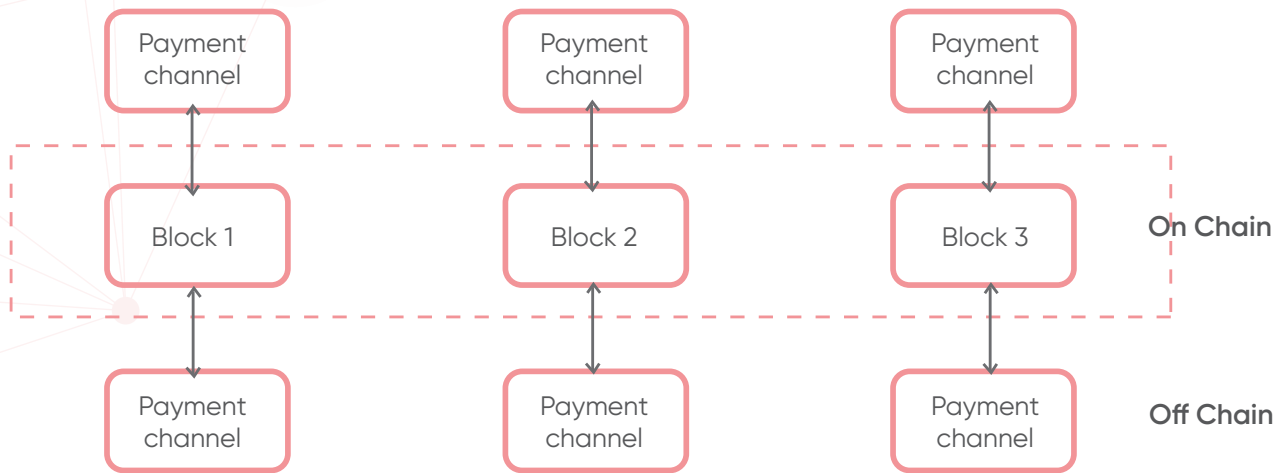 Payment
channel
Payment
channel
Payment
channel
Block 1
Block 2
Block 3
On Chain
Payment
channel
Payment
channel
Payment
channel
Off Chain